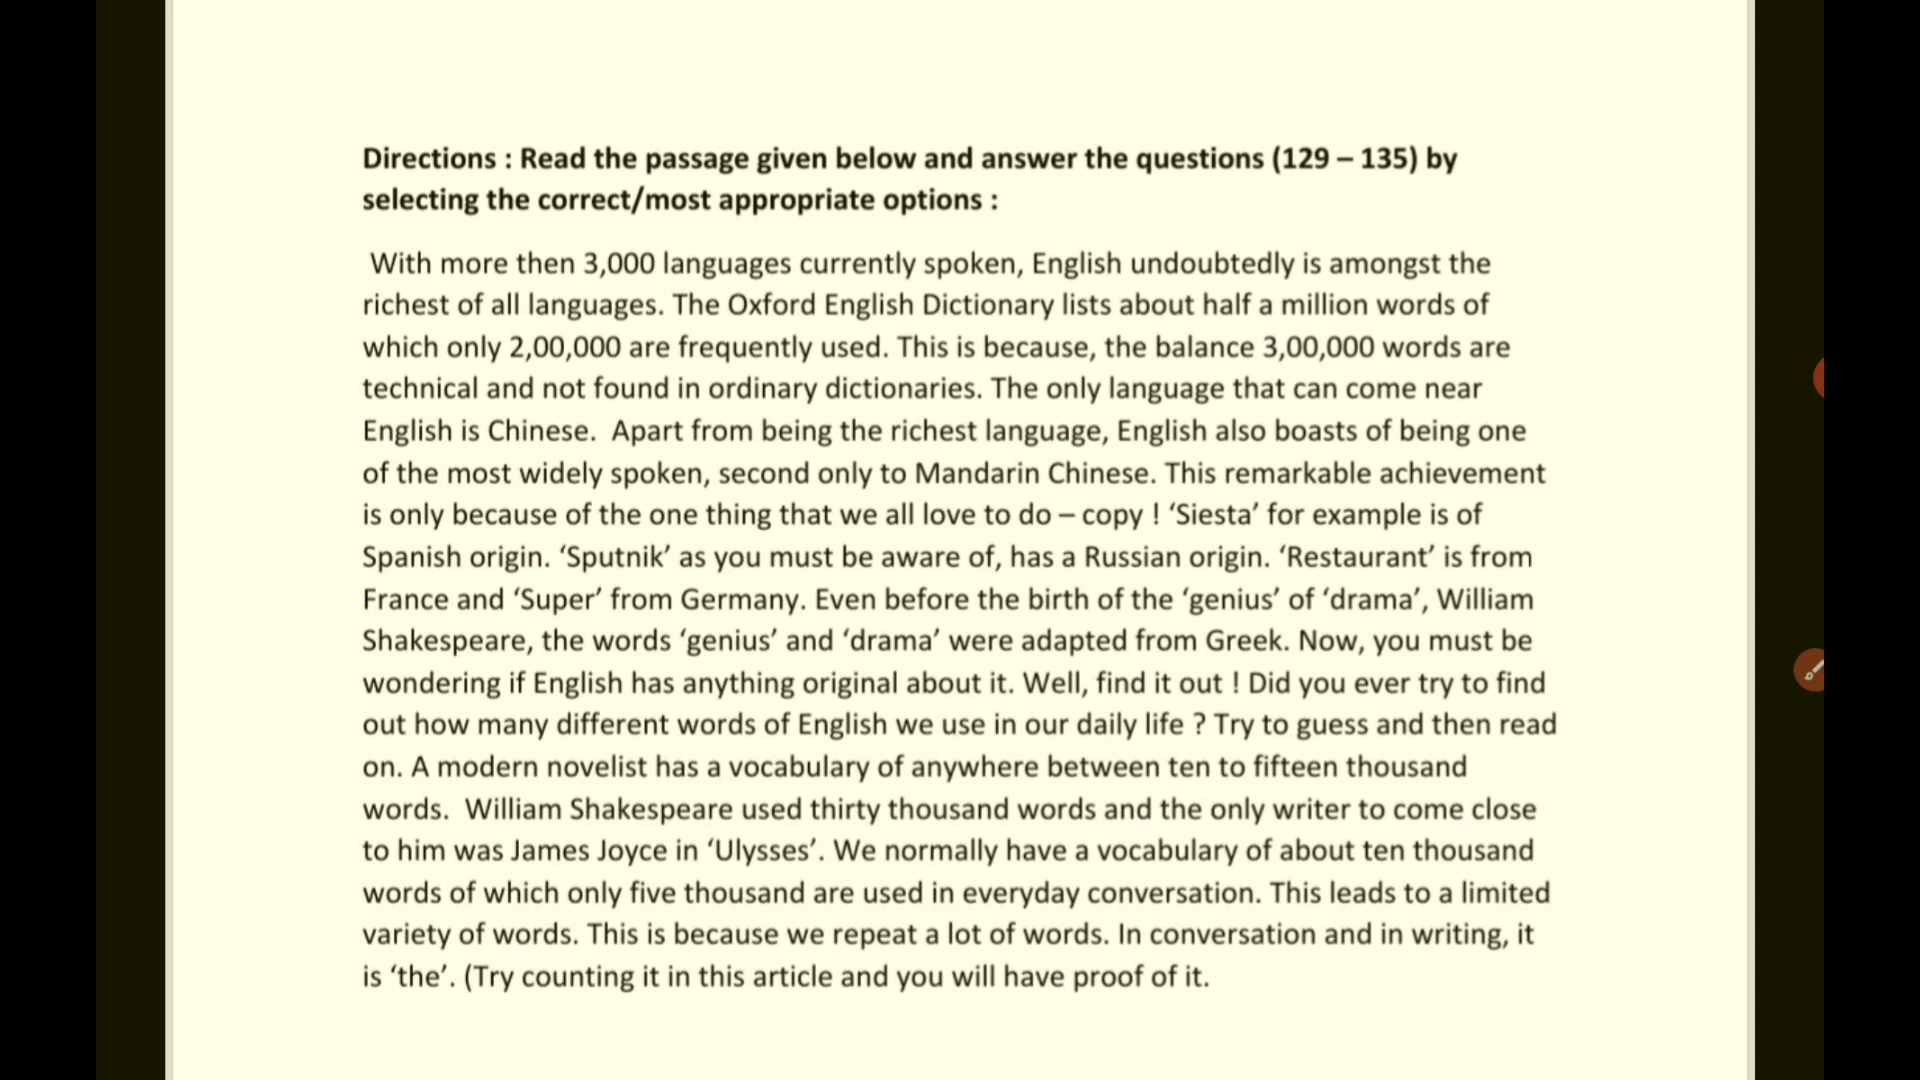 Directions : Read the passage given below and answer the questions (129 – 135) by
selecting the correct/most appropriate options :
With more then 3,000 languages currently spoken, English undoubtedly is amongst the
richest of all languages. The Oxford English Dictionary lists about half a million words of
which only 2,00,000 are frequently used. This is because, the balance 3,00,000 words are
technical and not found in ordinary dictionaries. The only language that can come near
English is Chinese.  Apart from being the richest language, English also boasts of being one
of the most widely spoken, second only to Mandarin Chinese. This remarkable achievement
is only because of the one thing that we all love to do – copy ! ‘Siesta’ for example is of
Spanish origin. ‘Sputnik’ as you must be aware of, has a Russian origin. ‘Restaurant’ is from
France and ‘Super’ from Germany. Even before the birth of the ‘genius’ of ‘drama’, William
Shakespeare, the words ‘genius’ and ‘drama’ were adapted from Greek. Now, you must be
wondering if English has anything original about it. Well, find it out ! Did you ever try to find
out how many different words of English we use in our daily life ? Try to guess and then read
on. A modern novelist has a vocabulary of anywhere between ten to fifteen thousand
words.  William Shakespeare used thirty thousand words and the only writer to come close
to him was James Joyce in ‘Ulysses’. We normally have a vocabulary of about ten thousand
words of which only five thousand are used in everyday conversation. This leads to a limited
variety of words. This is because we repeat a lot of words. In conversation and in writing, it
is ‘the’. (Try counting it in this article and you will have proof of it.